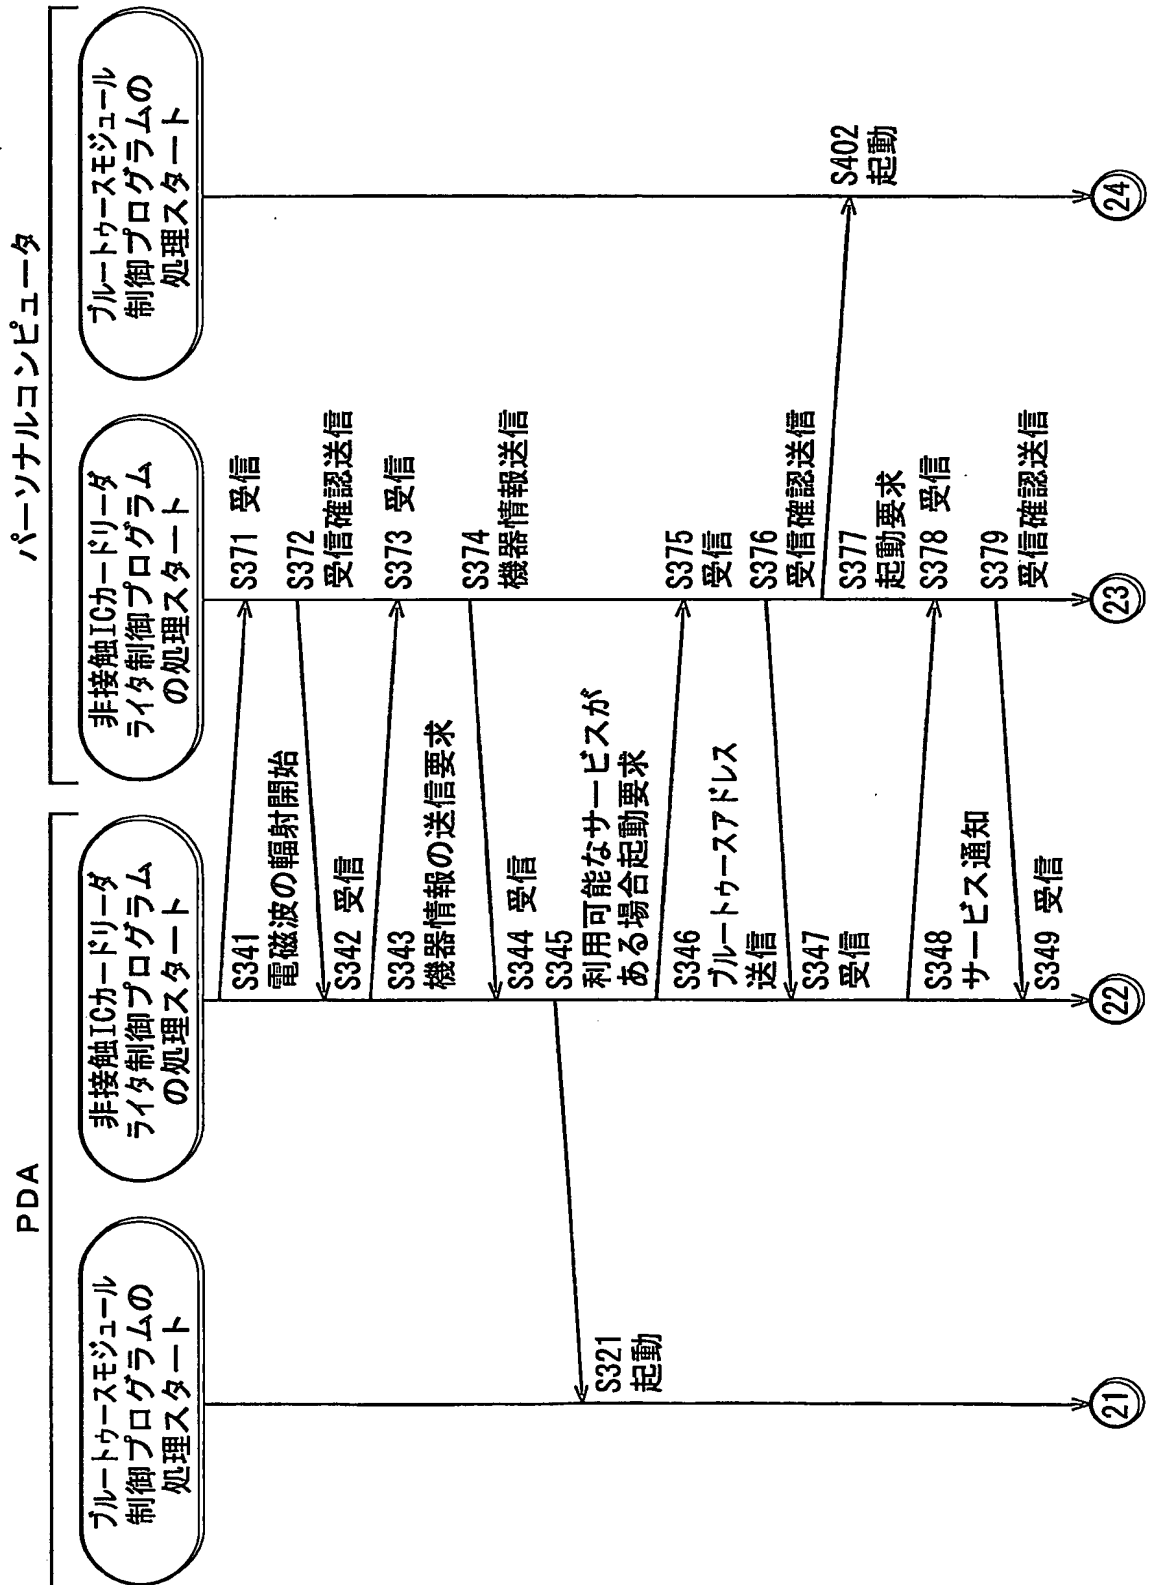 PDA
パーソナルコンピュータ
ブルートゥースモジュール
制御プログラムの
処理スタート
非接触ICカードリーダ
ライタ制御プログラム
の処理スタート
非接触ICカードリーダ
ライタ制御プログラム
の処理スタート
ブルートゥースモジュール
制御プログラムの
処理スタート
S341
電磁波の輻射開始
S371 受信
S372
受信確認送信
S342 受信
S343
機器情報の送信要求
S373 受信
S374
機器情報送信
S344 受信
S345
利用可能なサービスが
ある場合起動要求
S321
起動
S346
ブルートゥースアドレス
送信
S375
受信
S376
受信確認送信
S347
受信
S377
起動要求
S402
起動
S348
サービス通知
S378 受信
S379
受信確認送信
S349 受信
21
22
23
24